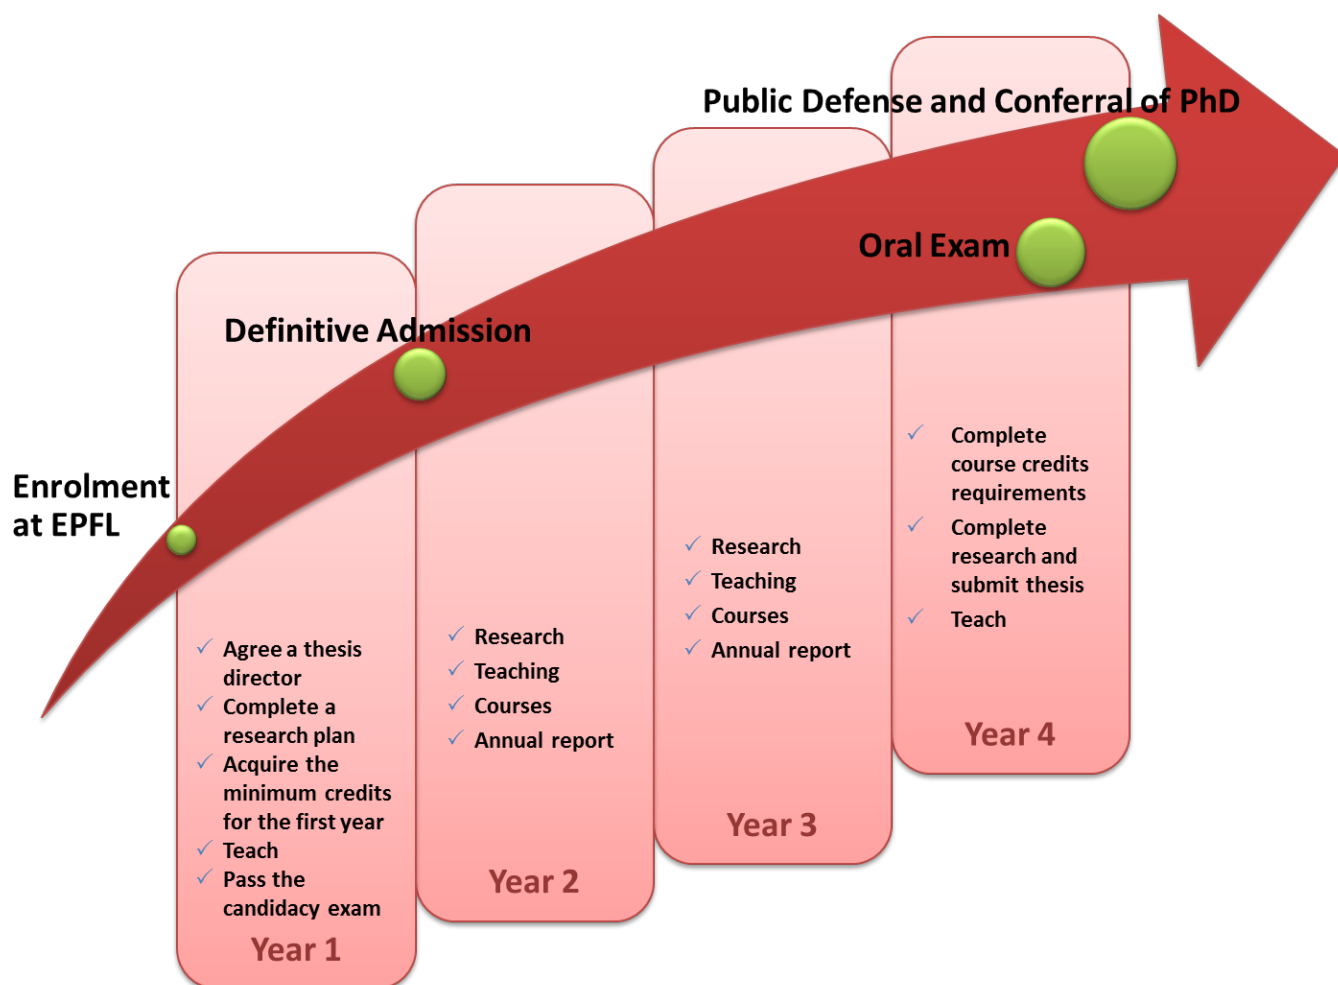 Public Defense and Conferral of PhD
Oral Exam
Definitive Admission
Enrolment
at EPFL
Agree a thesis
director
Complete a
research plan
Acquire the
minimum credits
for the first year
Teach
Pass the
candidacy exam
Year 1
Research
Teaching
Courses
Annual report
Year 2
Research
Teaching
Courses
Annual report
Year 3
Complete
course credits
requirements
Complete
research and
submit thesis
Teach
Year 4